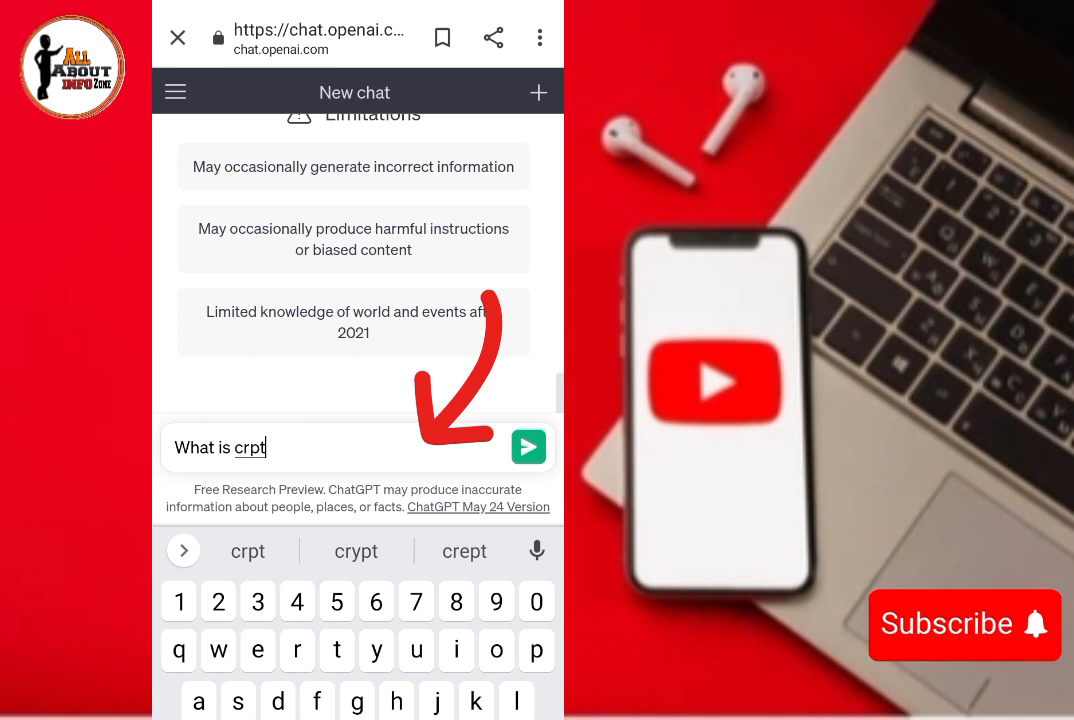 ALL
ABOUT
INFO ZONE
https://chat.openai.c...
chat.openai.com
New chat
Limitations
May occasionally generate incorrect information
May occasionally produce harmful instructions
or biased content
Limited knowledge of world and events aft
2021
What is crpt
Free Research Preview. ChatGPT may produce inaccurate
information about people, places, or facts. ChatGPT May 24 Version
crpt crypt crept
1 2 3 4 5 6 7 8 9 0
q w e r t y u i o p
a s d f g h j k l
Subscribe